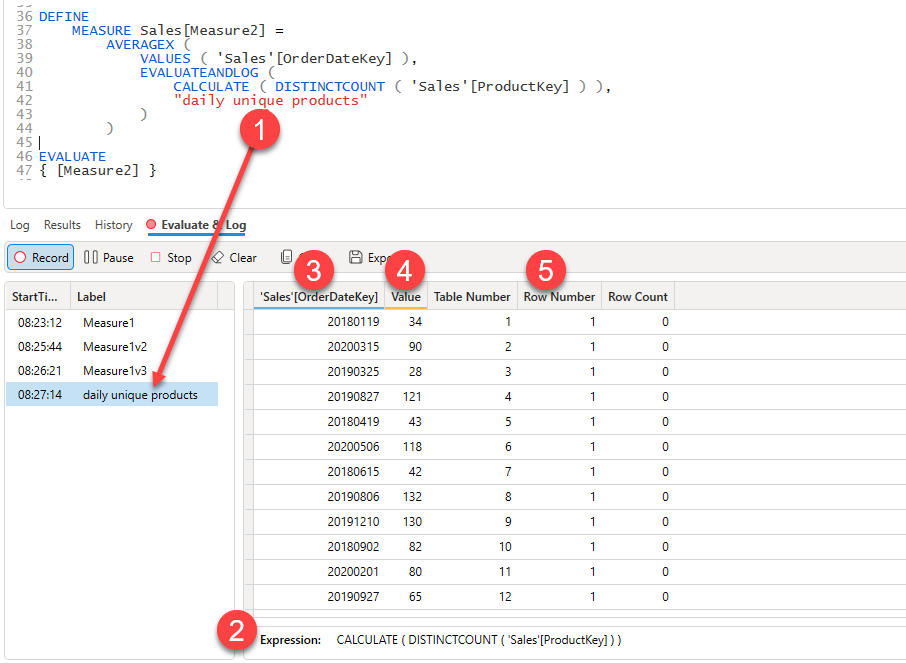 36 DEFINE
37 MEASURE Sales[Measure2] =
38 AVERAGEX (
39 VALUES ( 'Sales'[OrderDateKey] ),
40 EVALUATEANDLOG (
41 CALCULATE ( DISTINCTCOUNT ( 'Sales'[ProductKey] ) ),
42 "daily unique products"
43 )
44 )
45
46 EVALUATE
47 { [Measure2] }
1
Log Results History Evaluate & Log
Record Pause Stop Clear
3 4 5
StartTi... Label
08:23:12 Measure1
08:25:44 Measure1v2
08:26:21 Measure1v3
08:27:14 daily unique products
'Sales'[OrderDateKey] Value Table Number Row Number Row Count
20180119 34 1 1 0
20200315 90 2 1 0
20190325 28 3 1 0
20190827 121 4 1 0
20180419 43 5 1 0
20200506 118 6 1 0
20180615 42 7 1 0
20190806 132 8 1 0
20191210 130 9 1 0
20180902 82 10 1 0
20200201 80 11 1 0
20190927 65 12 1 0
2
Expression: CALCULATE ( DISTINCTCOUNT ( 'Sales'[ProductKey] ) )